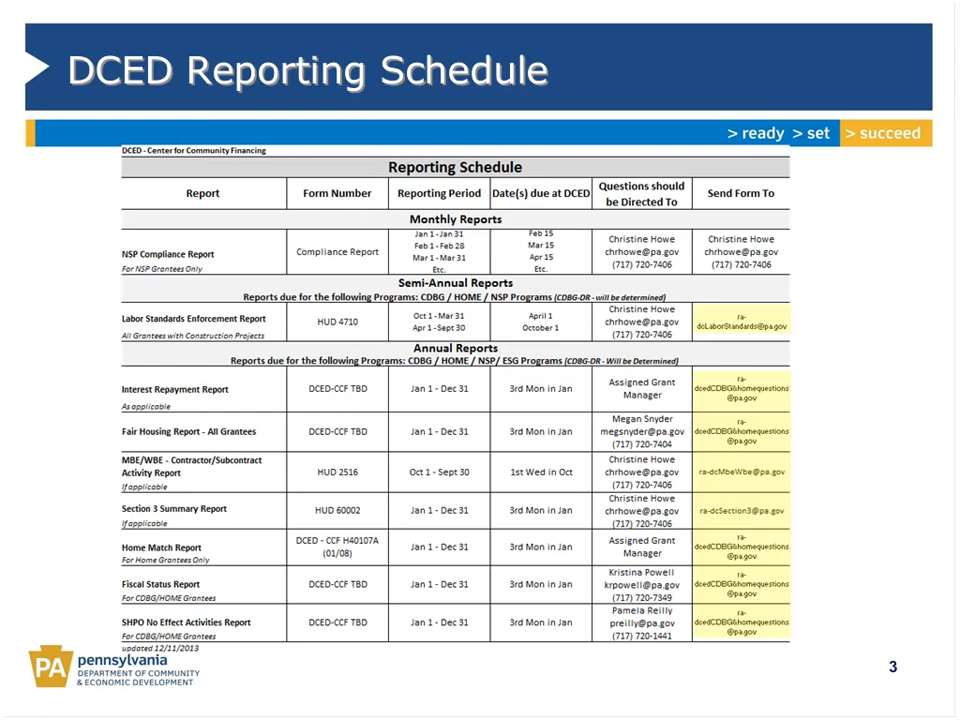 DCED Reporting Schedule
> ready > set > succeed
DCED - Center for Community Financing
Reporting Schedule
Report Form Number Reporting Period Date(s) due at DCED Questions should be Directed To Send Form To
Monthly Reports
NSP Compliance Report
For NSP Grantees Only
Compliance Report
Jan 1 - Jan 31
Feb 1 - Feb 28
Mar 1 - Mar 31
Etc.
Feb 15
Mar 15
Apr 15
Etc.
Christine Howe
chrhowe@pa.gov
(717) 720-7406
Christine Howe
chrhowe@pa.gov
(717) 720-7406
Semi-Annual Reports
Reports due for the following Programs: CDBG / HOME / NSP Programs (CDBG-DR - will be determined)
Labor Standards Enforcement Report
All Grantees with Construction Projects
HUD 4710
Oct 1 - Mar 31
Apr 1 - Sept 30
April 1
October 1
Christine Howe
chrhowe@pa.gov
(717) 720-7406
ra-
dcLaborStandards@pa.gov
Annual Reports
Reports due for the following Programs: CDBG / HOME / NSP/ ESG Programs (CDBG-DR - Will be Determined)
Interest Repayment Report
As applicable
DCED-CCF TBD
Jan 1 - Dec 31
3rd Mon in Jan
Assigned Grant
Manager
ra-
dcedCDBG&homequestions
@pa.gov
Fair Housing Report - All Grantees
DCED-CCF TBD
Jan 1 - Dec 31
3rd Mon in Jan
Megan Snyder
megsnyder@pa.gov
(717) 720-7404
ra-
dcedCDBG&homequestions
@pa.gov
MBE/WBE - Contractor/Subcontract
Activity Report
If applicable
HUD 2516
Oct 1 - Sept 30
1st Wed in Oct
Christine Howe
chrhowe@pa.gov
(717) 720-7406
ra-dcMbeWbe@pa.gov
Section 3 Summary Report
If applicable
HUD 60002
Jan 1 - Dec 31
3rd Mon in Jan
Christine Howe
chrhowe@pa.gov
(717) 720-7406
ra-dcSection3@pa.gov
Home Match Report
For Home Grantees Only
DCED - CCF H40107A
(01/08)
Jan 1 - Dec 31
3rd Mon in Jan
Assigned Grant
Manager
ra-
dcedCDBG&homequestions
@pa.gov
Fiscal Status Report
For CDBG/HOME Grantees
DCED-CCF TBD
Jan 1 - Dec 31
3rd Mon in Jan
Kristina Powell
krpowell@pa.gov
(717) 720-7349
ra-
dcedCDBG&homequestions
@pa.gov
SHPO No Effect Activities Report
For CDBG/HOME Grantees
DCED-CCF TBD
Jan 1 - Dec 31
3rd Mon in Jan
Pamela Reilly
preilly@pa.gov
(717) 720-1441
ra-
dcedCDBG&homequestions
@pa.gov
updated 12/11/2013
PA pennsylvania
DEPARTMENT OF COMMUNITY
& ECONOMIC DEVELOPMENT
3